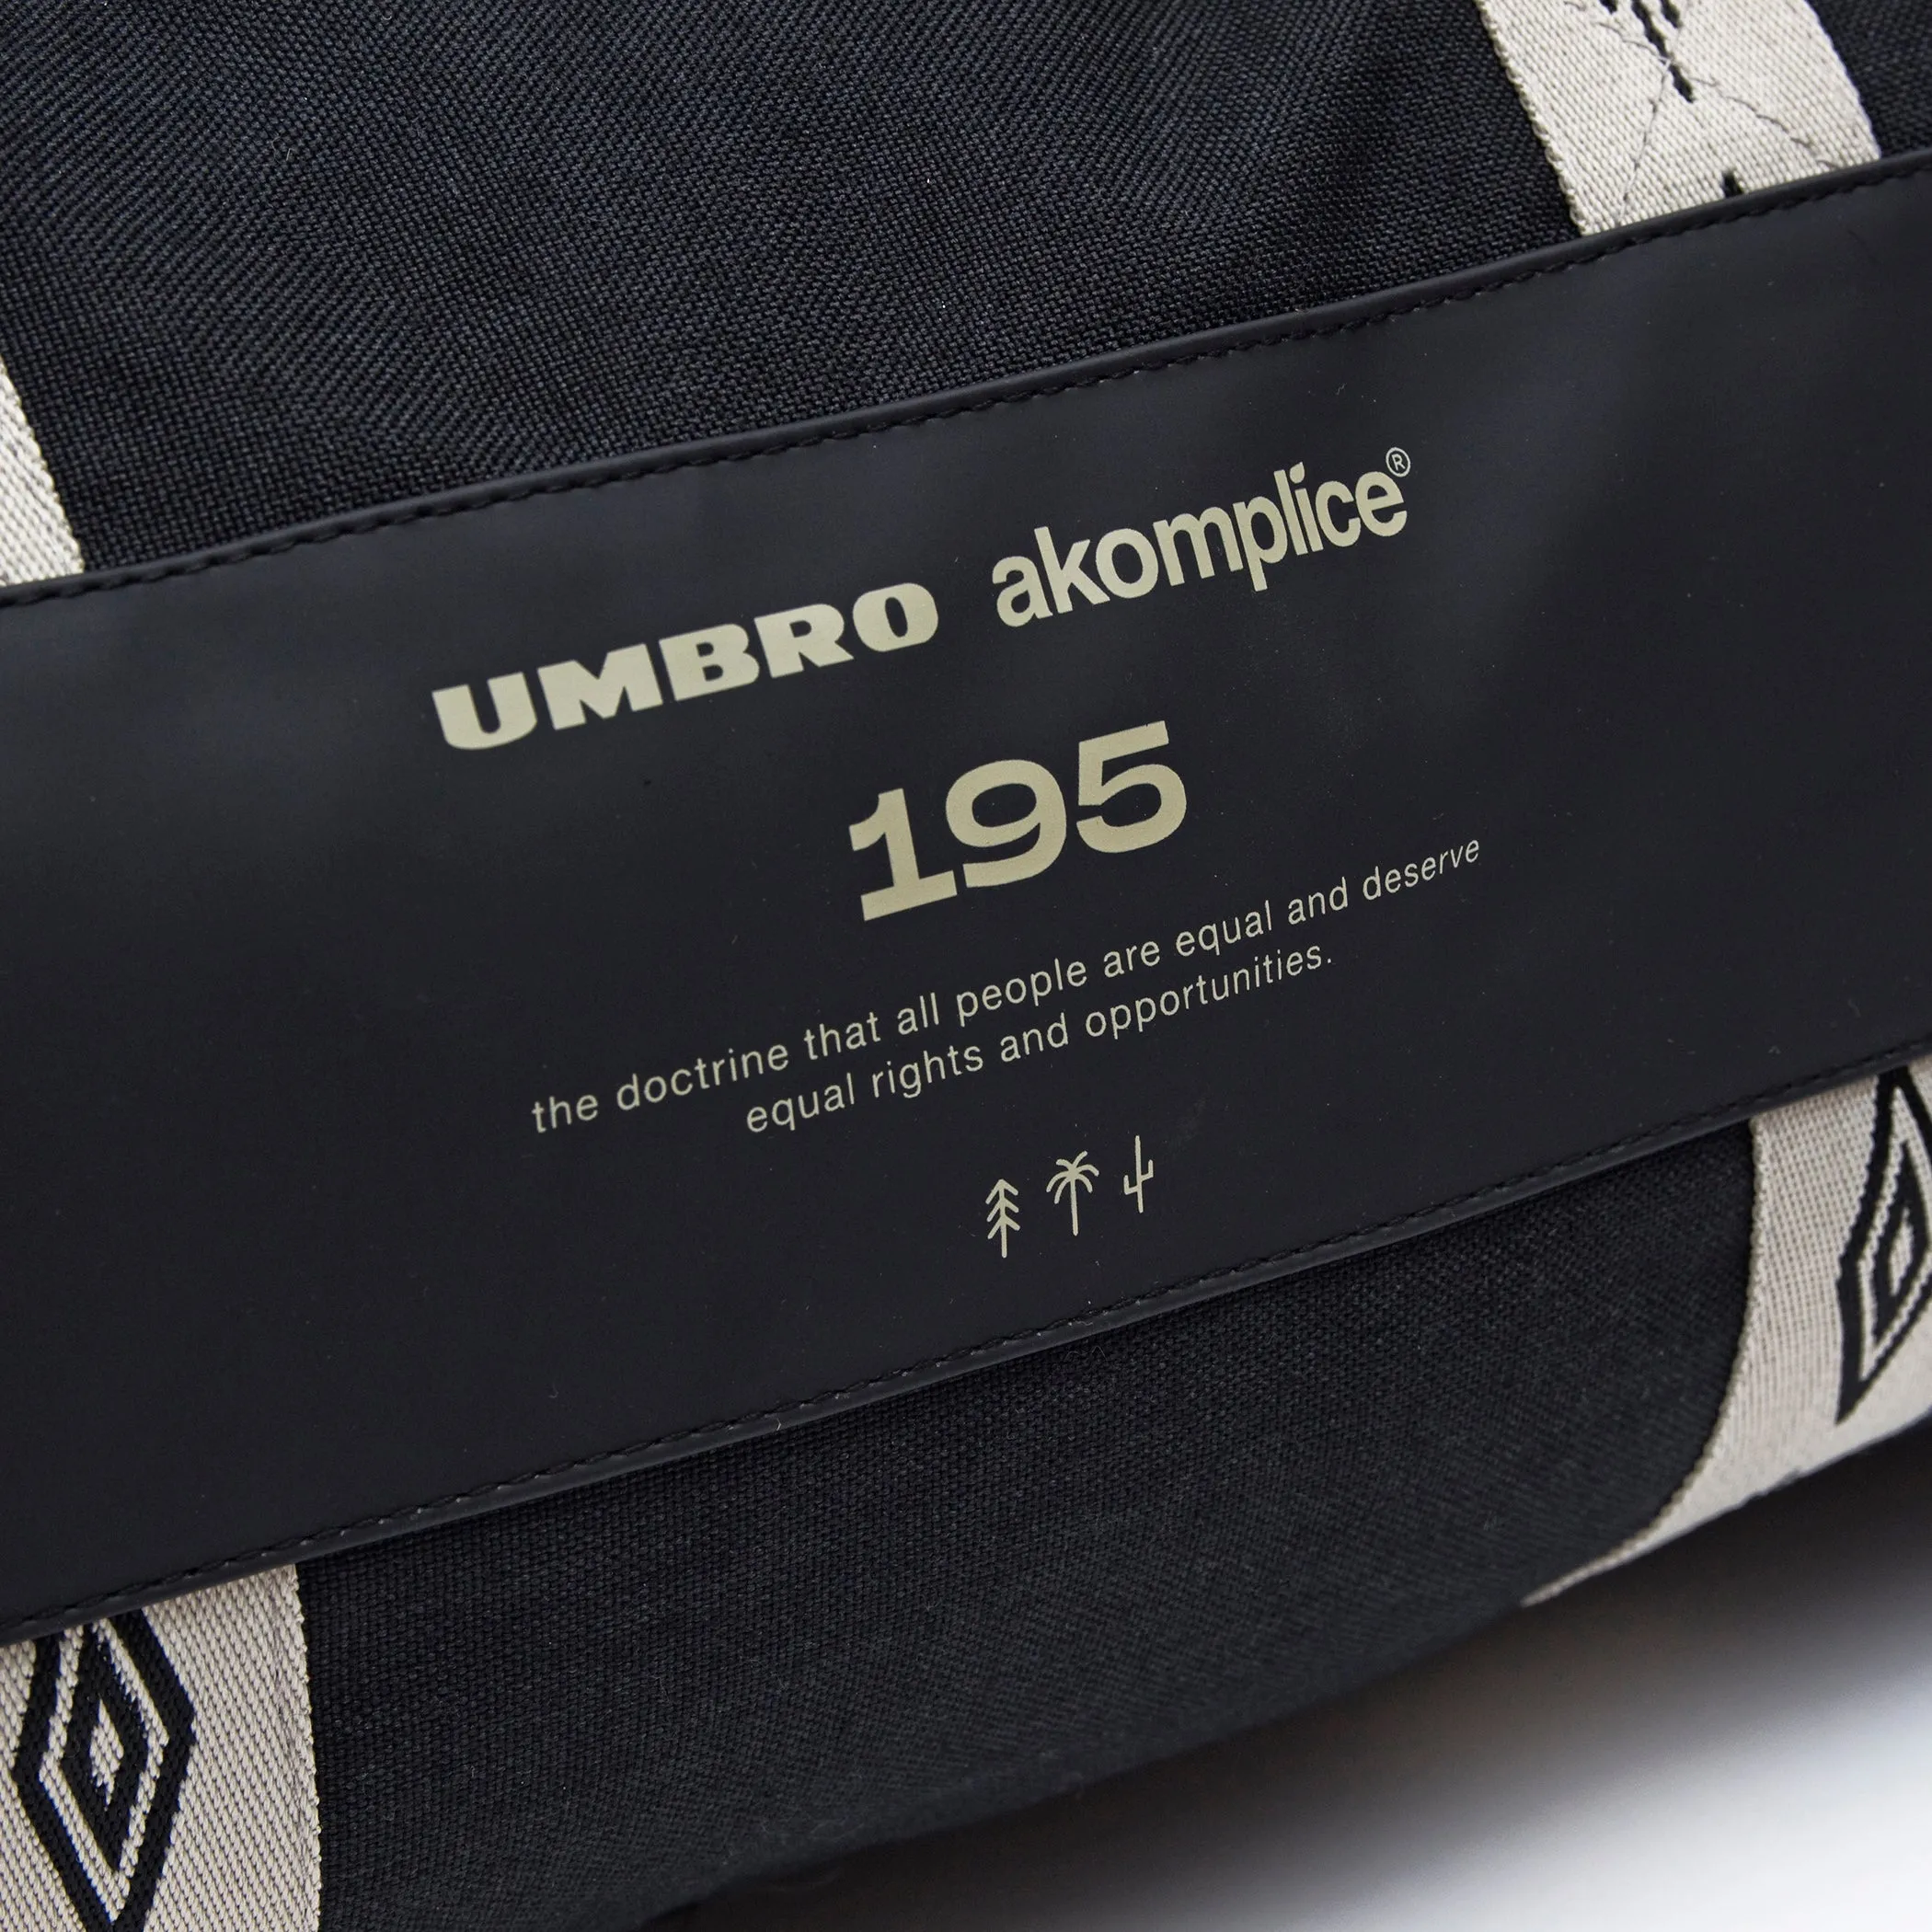 UMBRO akomplice®
195
the doctrine that all people are equal and deserve
equal rights and opportunities.